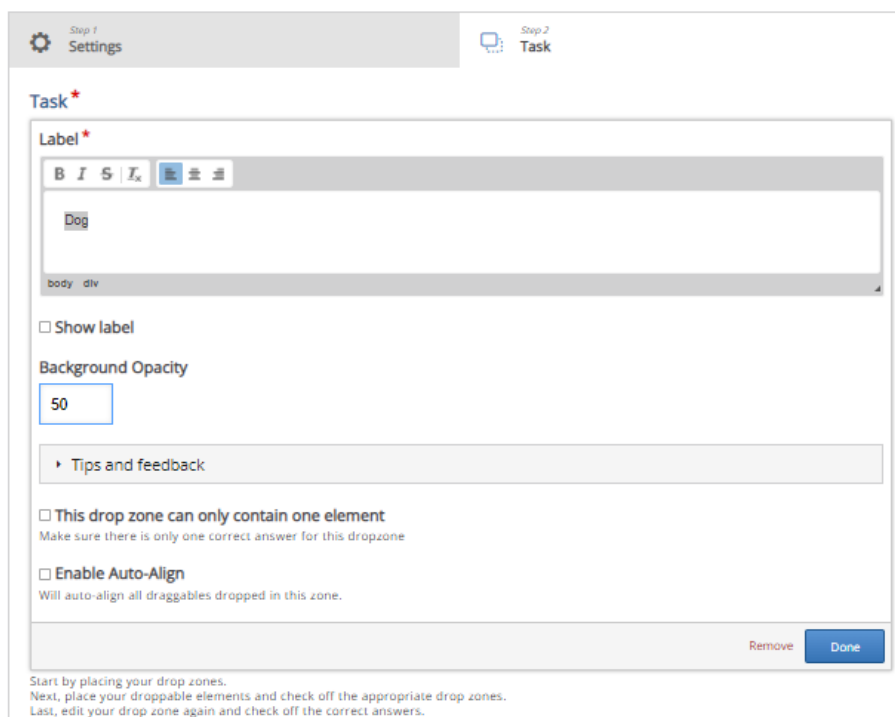 Step 1
Settings
Step 2
Task
Task*
Label*
B I S Tx
Dog
body div
Show label
Background Opacity
50
Tips and feedback
This drop zone can only contain one element
Make sure there is only one correct answer for this dropzone
Enable Auto-Align
Will auto-align all draggables dropped in this zone.
Remove Done
Start by placing your drop zones.
Next, place your droppable elements and check off the appropriate drop zones.
Last, edit your drop zone again and check off the correct answers.